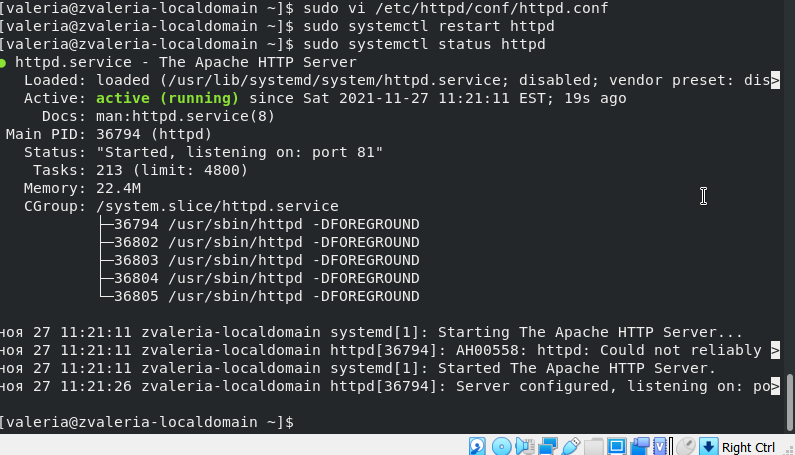 [valeria@zvaleria-localdomain ~]$ sudo vi /etc/httpd/conf/httpd.conf
[valeria@zvaleria-localdomain ~]$ sudo systemctl restart httpd
[valeria@zvaleria-localdomain ~]$ sudo systemctl status httpd
● httpd.service - The Apache HTTP Server
Loaded: loaded (/usr/lib/systemd/system/httpd.service; disabled; vendor preset: dis>
Active: active (running) since Sat 2021-11-27 11:21:11 EST; 19s ago
Docs: man:httpd.service(8)
Main PID: 36794 (httpd)
Status: "Started, listening on: port 81"
Tasks: 213 (limit: 4800)
Memory: 22.4M
CGroup: /system.slice/httpd.service
├─36794 /usr/sbin/httpd -DFOREGROUND
├─36802 /usr/sbin/httpd -DFOREGROUND
├─36803 /usr/sbin/httpd -DFOREGROUND
├─36804 /usr/sbin/httpd -DFOREGROUND
└─36805 /usr/sbin/httpd -DFOREGROUND
ноя 27 11:21:11 zvaleria-localdomain systemd[1]: Starting The Apache HTTP Server...
ноя 27 11:21:11 zvaleria-localdomain httpd[36794]: AH00558: httpd: Could not reliably >
ноя 27 11:21:11 zvaleria-localdomain systemd[1]: Started The Apache HTTP Server.
ноя 27 11:21:26 zvaleria-localdomain httpd[36794]: Server configured, listening on: po>
[valeria@zvaleria-localdomain ~]$
Right Ctrl